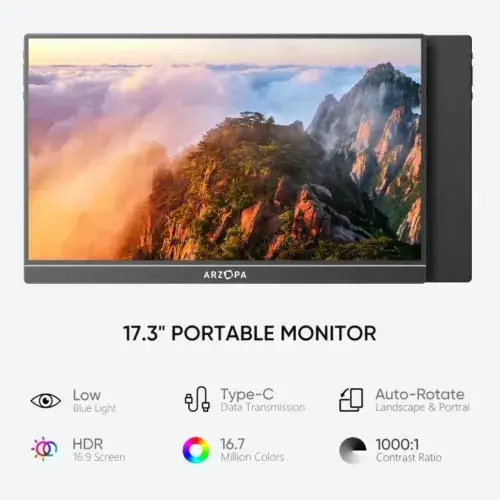 ARZOPA
17.3" PORTABLE MONITOR
Low
Blue Light
Type-C
Data Transmission
Auto-Rotate
Landscape & Portrai
HDR
16:9 Screen
16.7
Million Colors
1000:1
Contrast Ratio